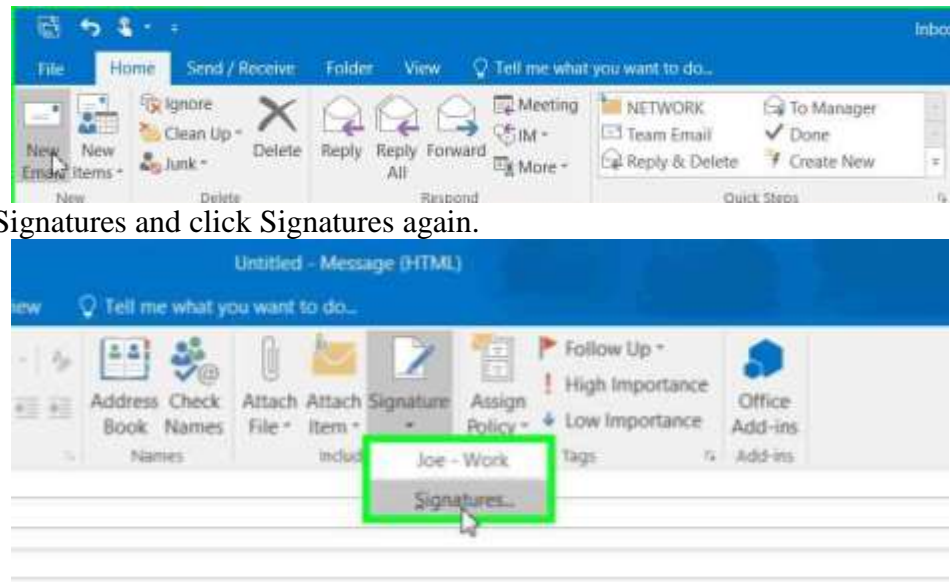 Inbox
File Home Send / Receive Folder View Tell me what you want to do...
Ignore
Clean Up
Junk
New Email
New Items
Delete
Reply
Reply All
Forward
Meeting
IM
More
NETWORK
Team Email
Reply & Delete
To Manager
Done
Create New
New Delete Respond Quick Steps
Signatures and click Signatures again.
Untitled - Message (HTML)
Tell me what you want to do...
Address Book
Check Names
Attach File
Attach Item
Signature
Assign Policy
Follow Up
High Importance
Low Importance
Office Add-ins
Names Tags Add-ins
Joe - Work
Signatures...